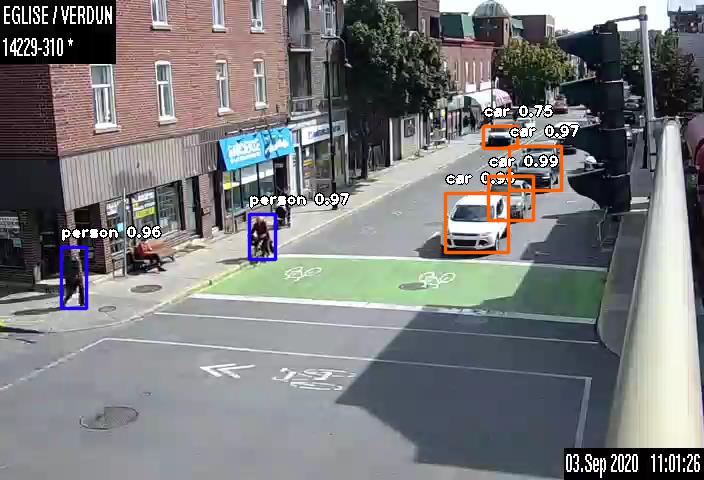 EGLISE / VERDUN
14229-310 *
car 0.75
car 0.97
car 0.99
person 0.97
person 0.96
03.Sep 2020 11:01:26